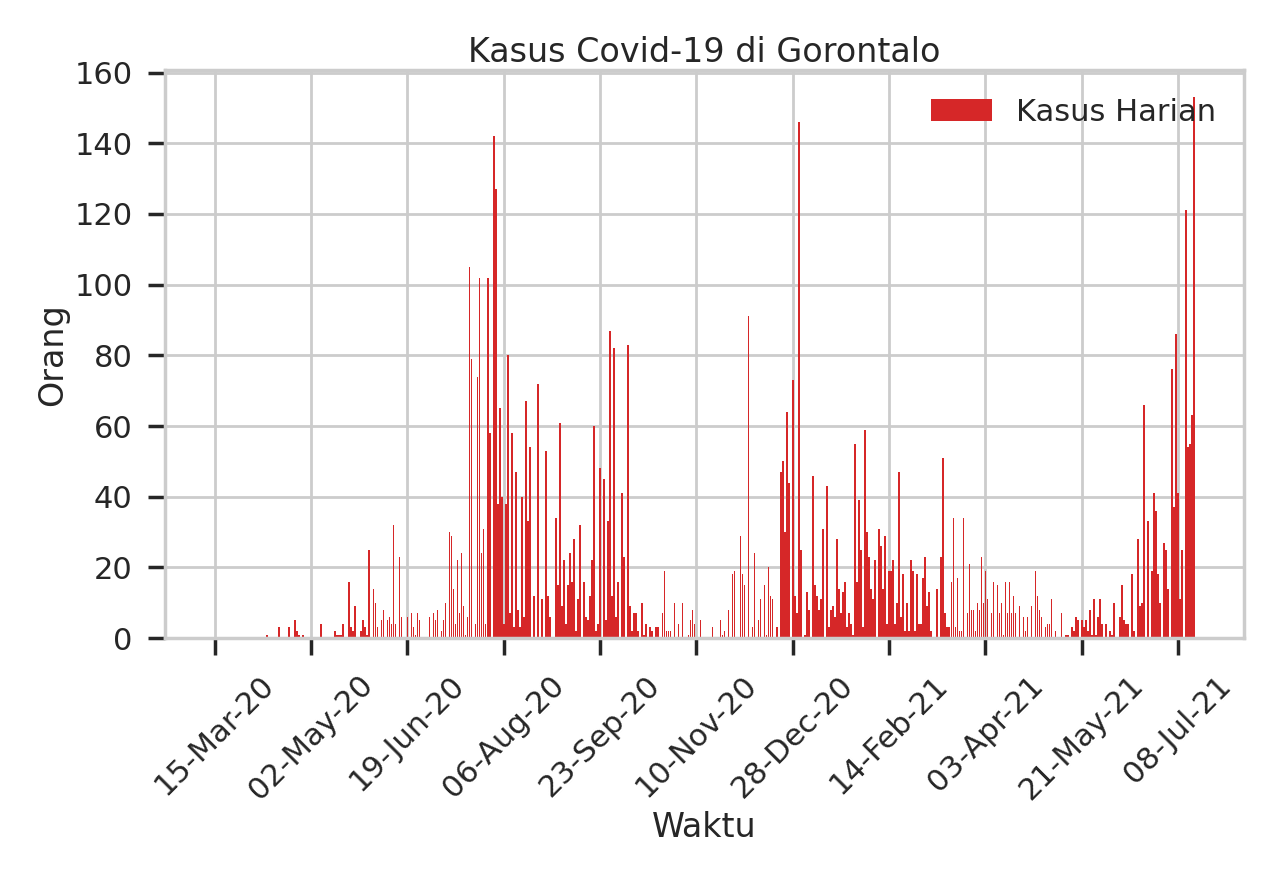 Kasus Covid-19 di Gorontalo
Kasus Harian
Orang
160
140
120
100
80
60
40
20
0
15-Mar-20
02-May-20
19-Jun-20
06-Aug-20
23-Sep-20
10-Nov-20
28-Dec-20
14-Feb-21
03-Apr-21
21-May-21
08-Jul-21
Waktu